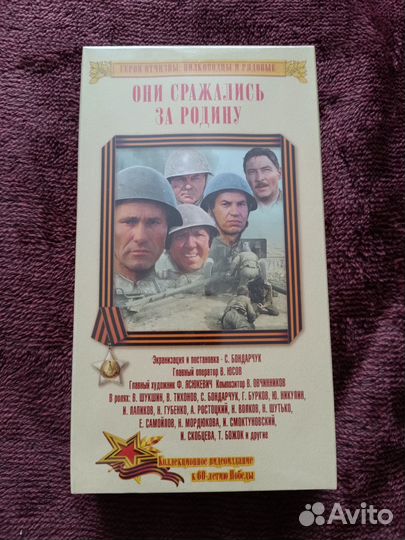 ГЕРОИ ОТЧИЗНЫ: ПОЛКОВОДЦЫ И РЯДОВЫЕ
ОНИ СРАЖАЛИСЬ
ЗА РОДИНУ
Экранизация и постановка - С. БОНДАРЧУК
Главный оператор В. ЮСОВ
Главный художник Ф. ЯСЮКЕВИЧ Композитор В. ОВЧИННИКОВ
В ролях: В. ШУКШИН, В. ТИХОНОВ, С. БОНДАРЧУК, Г. БУРКОВ, Ю. НИКУЛИН,
И. ЛАПИКОВ, Н. ГУБЕНКО, А. РОСТОЦКИЙ, Н. ВОЛКОВ, Н. ШУТЬКО,
Е. САМОЙЛОВ, Н. МОРДЮКОВА, И. СМОКТУНОВСКИЙ,
И. СКОБЦЕВА, Т. БОЖОК и другие
Коллекционное видеоиздание
к 60-летию Победы
Avito